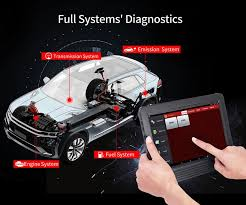 Full Systems' Diagnostics
Emission System
Transmission System
Fuel System
Engine System